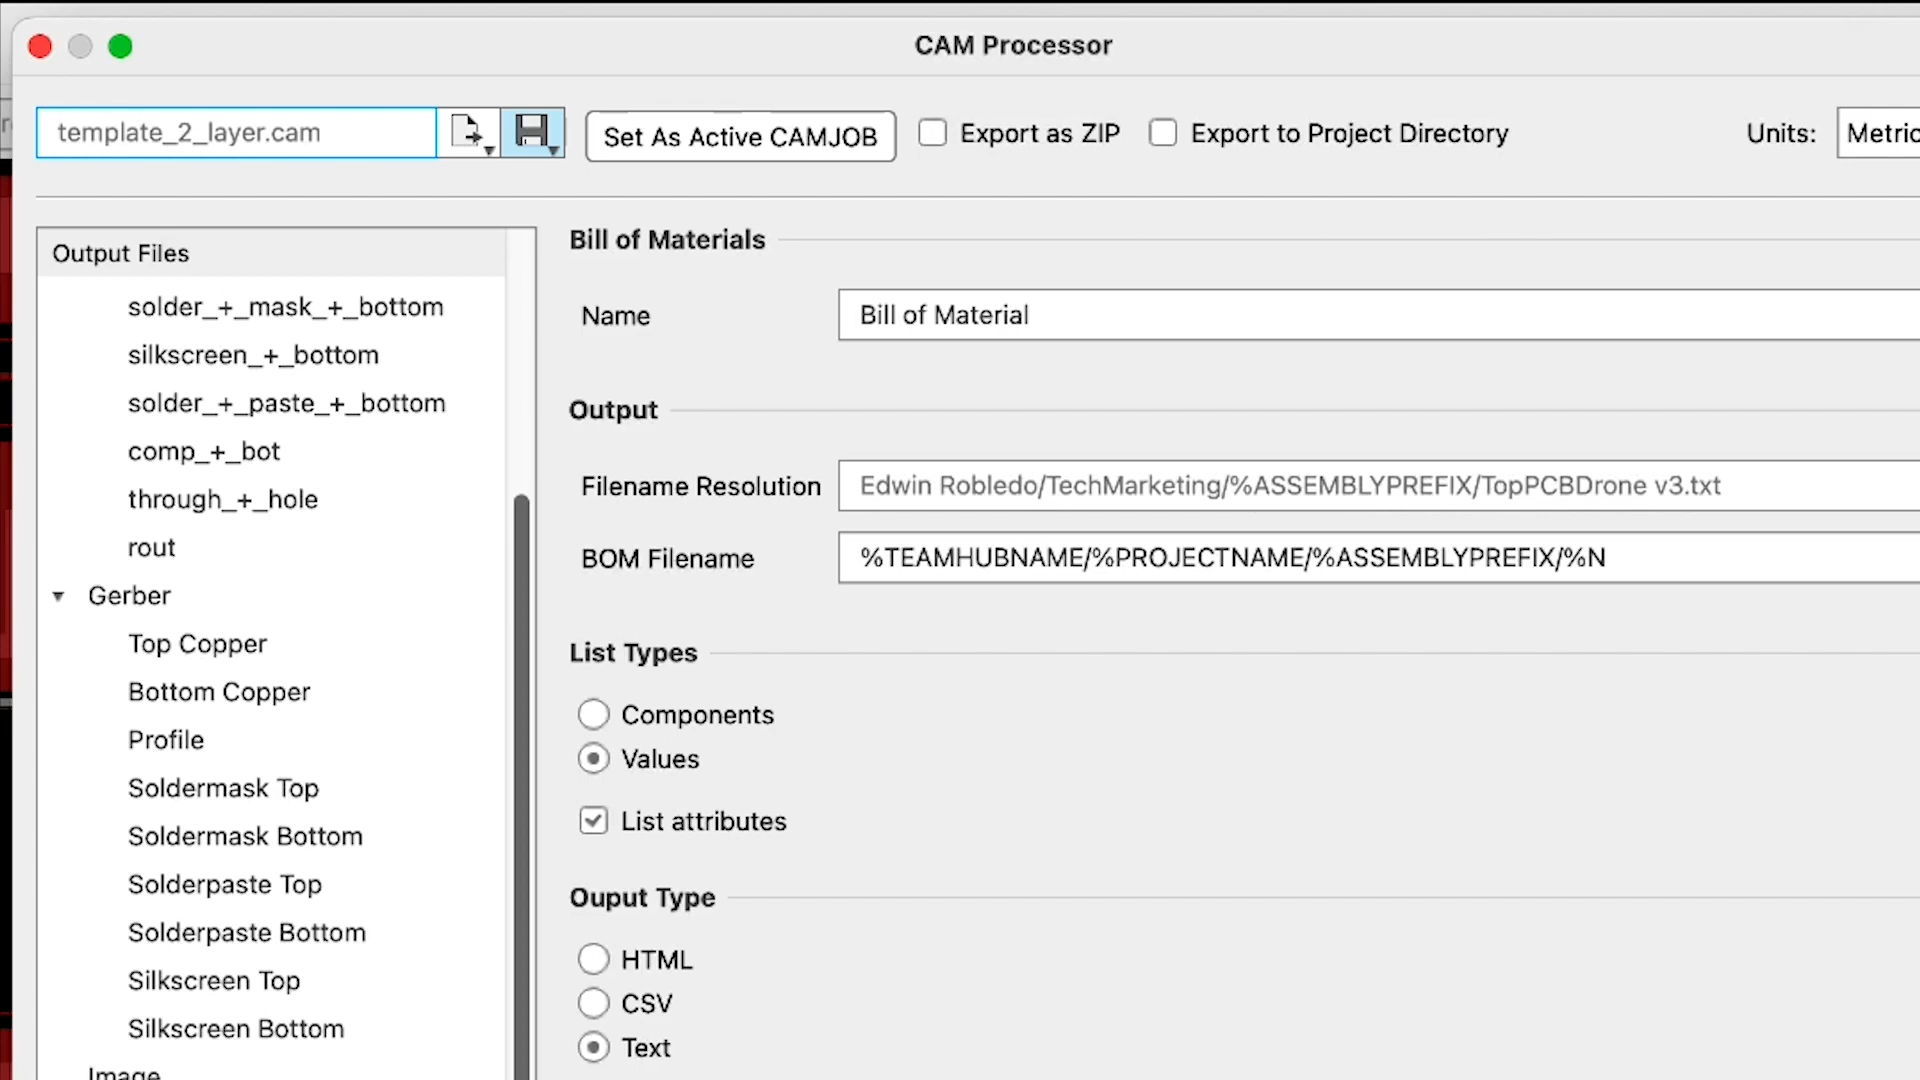 CAM Processor
template_2_layer.cam
Set As Active CAMJOB
Export as ZIP
Export to Project Directory
Units:
Metric
Output Files
solder_+_mask_+_bottom
silkscreen_+_bottom
solder_+_paste_+_bottom
comp_+_bot
through_+_hole
rout
Gerber
Top Copper
Bottom Copper
Profile
Soldermask Top
Soldermask Bottom
Solderpaste Top
Solderpaste Bottom
Silkscreen Top
Silkscreen Bottom
Image
Bill of Materials
Name
Bill of Material
Output
Filename Resolution
Edwin Robledo/TechMarketing/%ASSEMBLYPREFIX/TopPCBDrone v3.txt
BOM Filename
%TEAMHUBNAME/%PROJECTNAME/%ASSEMBLYPREFIX/%N
List Types
Components
Values
List attributes
Ouput Type
HTML
CSV
Text